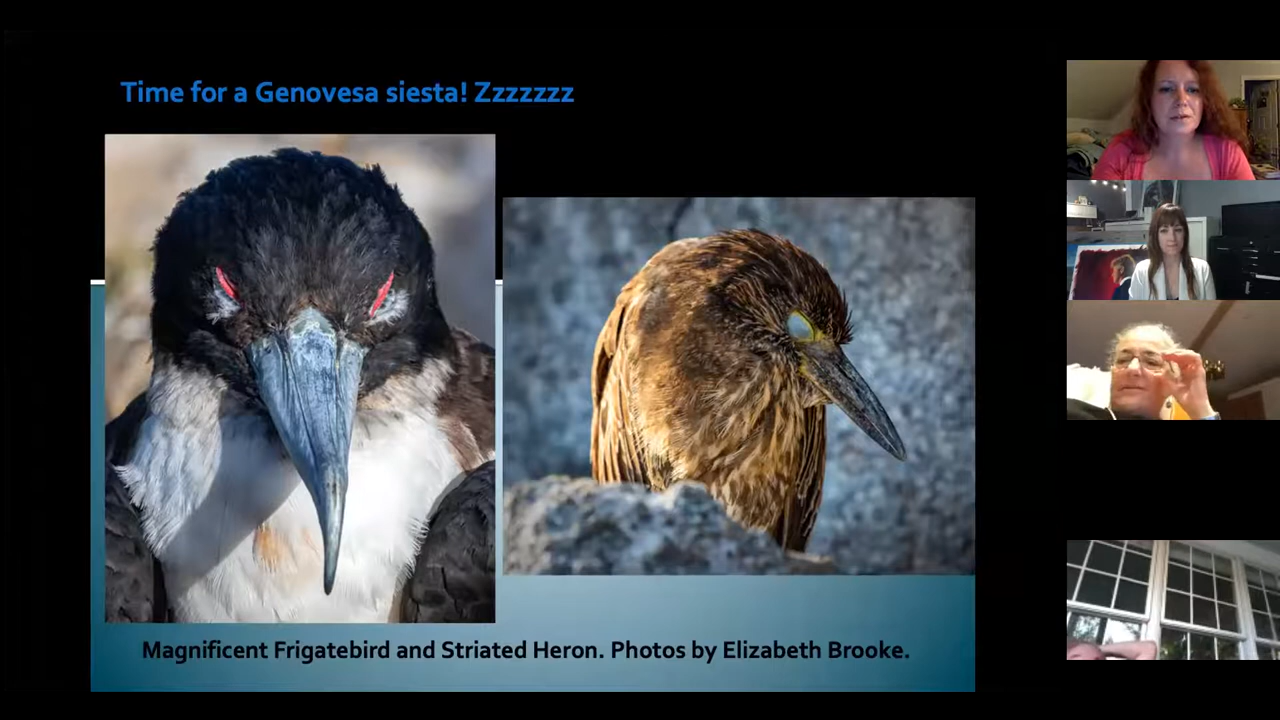 Time for a Genovesa siesta! Zzzzzzz
Magnificent Frigatebird and Striated Heron. Photos by Elizabeth Brooke.